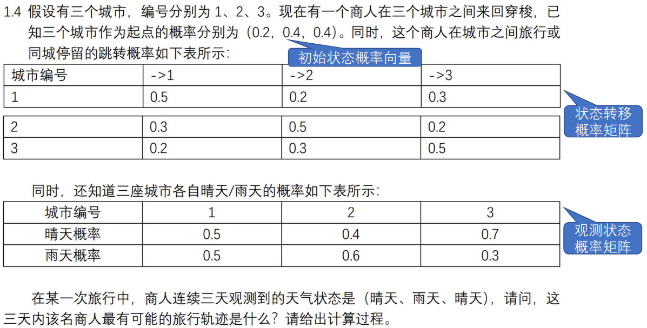 1.4 假设有三个城市，编号分别为 1、2、3。现在有一个商人在三个城市之间来回穿梭，已
知三个城市作为起点的概率分别为（0.2，0.4，0.4）。同时，这个商人在城市之间旅行或
同城停留的跳转概率如下表所示：
初始状态概率向量
城市编号 ->1 ->2 ->3
1 0.5 0.2 0.3
状态转移
概率矩阵
2 0.3 0.5 0.2
3 0.2 0.3 0.5
同时，还知道三座城市各自晴天/雨天的概率如下表所示：
城市编号 1 2 3
晴天概率 0.5 0.4 0.7
雨天概率 0.5 0.6 0.3
观测状态
概率矩阵
在某一次旅行中，商人连续三天观测到的天气状态是（晴天、雨天、晴天），请问，这
三天内该名商人最有可能的旅行轨迹是什么？请给出计算过程。